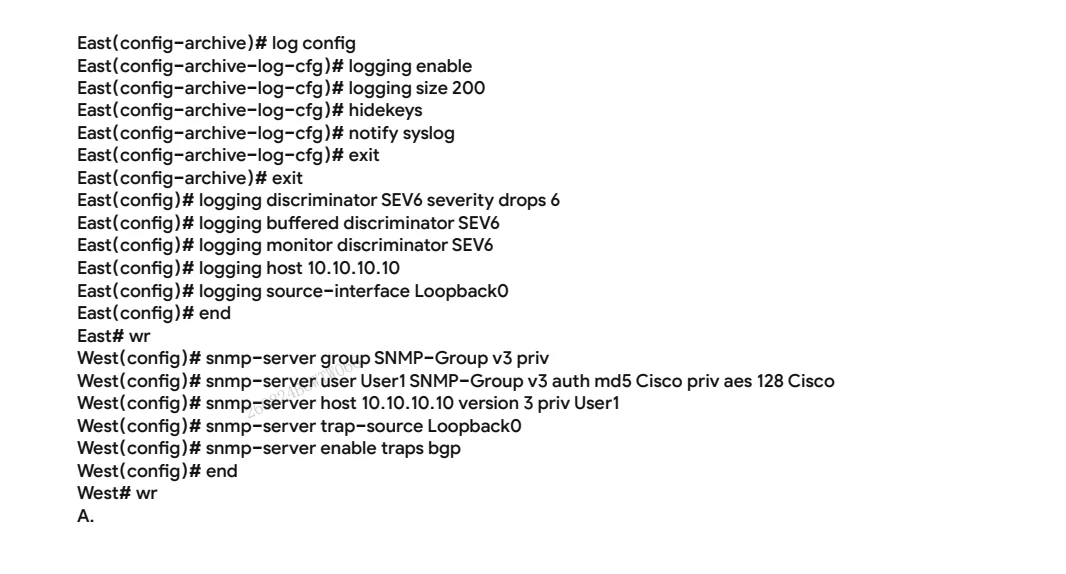 East(config-archive)# log config
East(config-archive-log-cfg)# logging enable
East(config-archive-log-cfg)# logging size 200
East(config-archive-log-cfg)# hidekeys
East(config-archive-log-cfg)# notify syslog
East(config-archive-log-cfg)# exit
East(config-archive)# exit
East(config)# logging discriminator SEV6 severity drops 6
East(config)# logging buffered discriminator SEV6
East(config)# logging monitor discriminator SEV6
East(config)# logging host 10.10.10.10
East(config)# logging source-interface Loopback0
East(config)# end
East# wr
West(config)# snmp-server group SNMP-Group v3 priv
West(config)# snmp-server user User1 SNMP-Group v3 auth md5 Cisco priv aes 128 Cisco
West(config)# snmp-server host 10.10.10.10 version 3 priv User1
West(config)# snmp-server trap-source Loopback0
West(config)# snmp-server enable traps bgp
West(config)# end
West# wr
A.